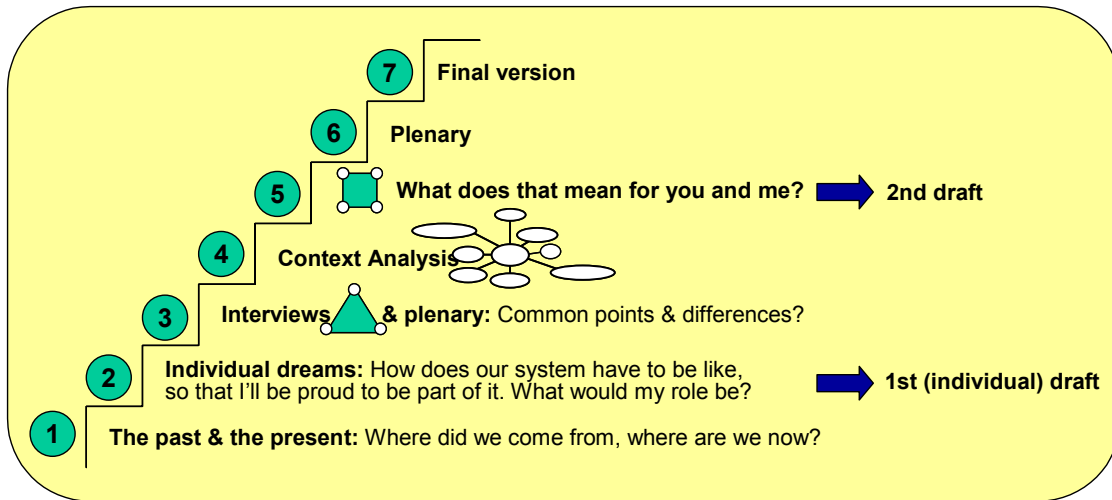 7 Final version
6 Plenary
5 What does that mean for you and me? 2nd draft
4 Context Analysis
3 Interviews & plenary: Common points & differences?
2 Individual dreams: How does our system have to be like,
so that I'll be proud to be part of it. What would my role be? 1st (individual) draft
1 The past & the present: Where did we come from, where are we now?